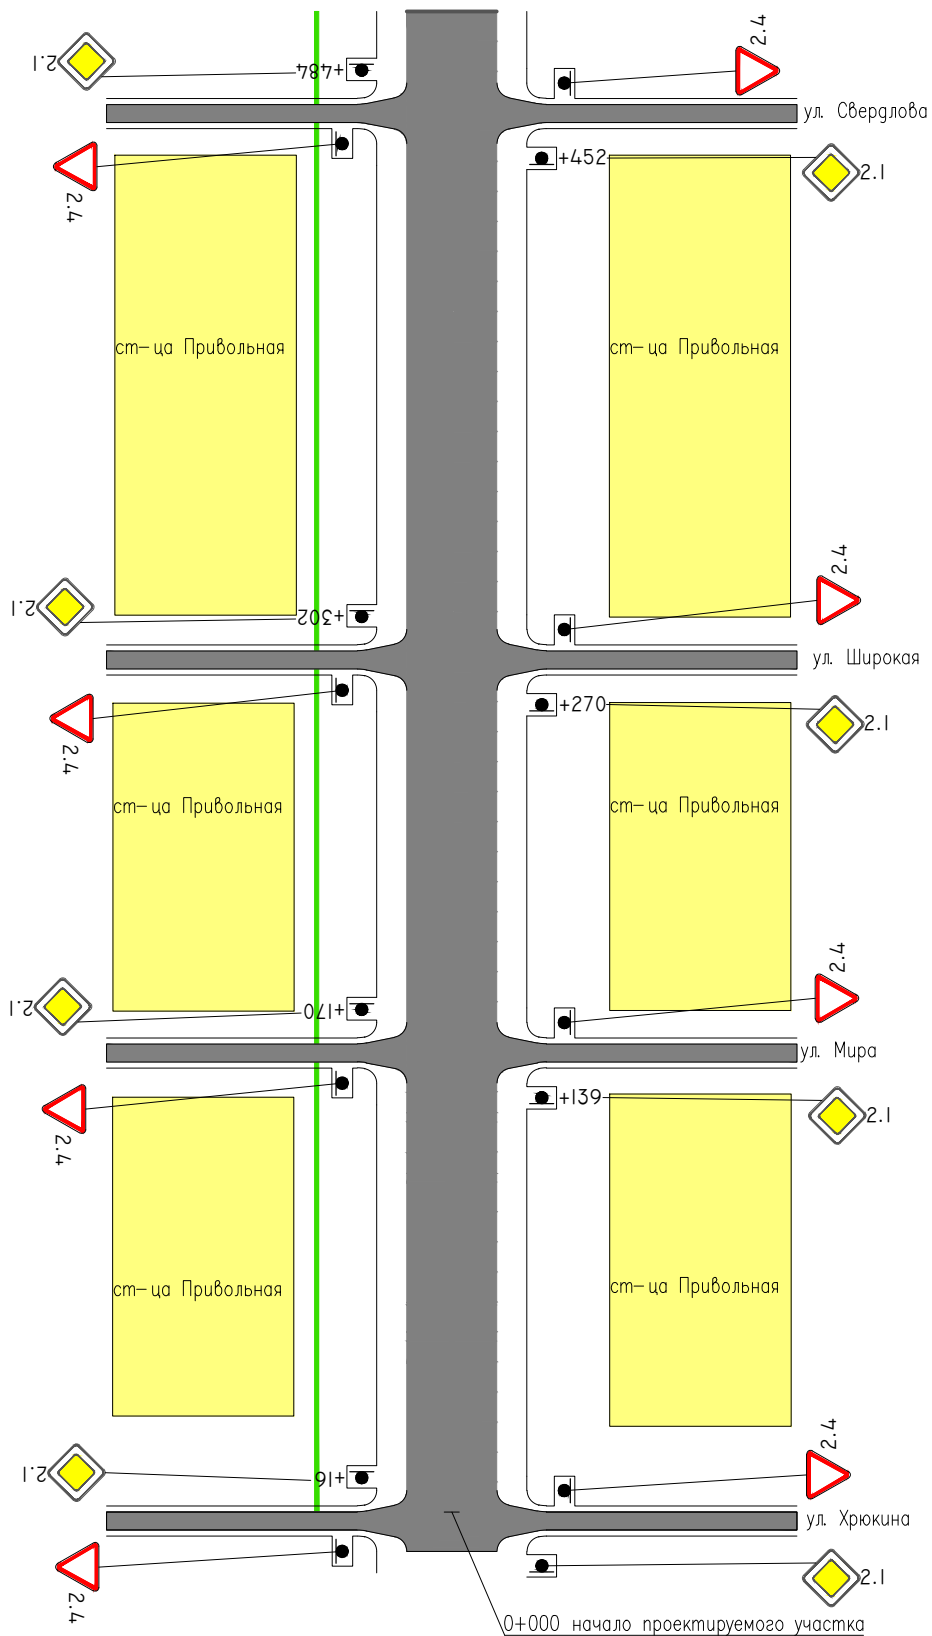 2.4
2.1
+484
ул. Свердлова
+452
2.1
2.4
ст-ца Привольная
ст-ца Привольная
2.4
2.1
+302
ул. Широкая
+270
2.1
2.4
ст-ца Привольная
ст-ца Привольная
2.4
2.1
+170
ул. Мира
+139
2.1
2.4
ст-ца Привольная
ст-ца Привольная
2.4
2.1
+16
ул. Хрюкина
2.1
2.4
0+000 начало проектируемого участка